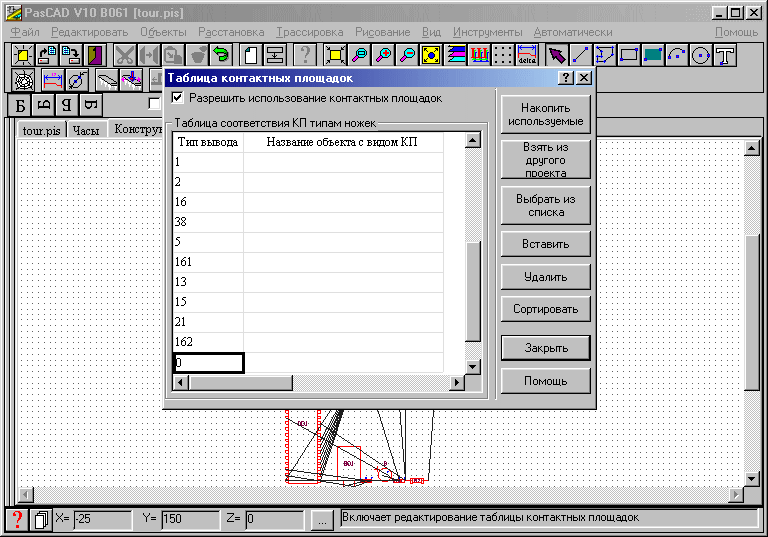 PasCAD V10 B061 [tour.pis]
Файл Редактировать Объекты Расстановка Трассировка Рисование Вид Инструменты Автоматически Помощь
delta
Таблица контактных площадок
Разрешить использование контактных площадок
Таблица соответствия КП типам ножек
Тип вывода Название объекта с видом КП
1
2
16
38
5
161
13
15
21
162
0
Накопить
используемые
Взять из
другого
проекта
Выбрать из
списка
Вставить
Удалить
Сортировать
Закрыть
Помощь
tour.pis Часы Конструк
X= -25 Y= 150 Z= 0 ... Включает редактирование таблицы контактных площадок